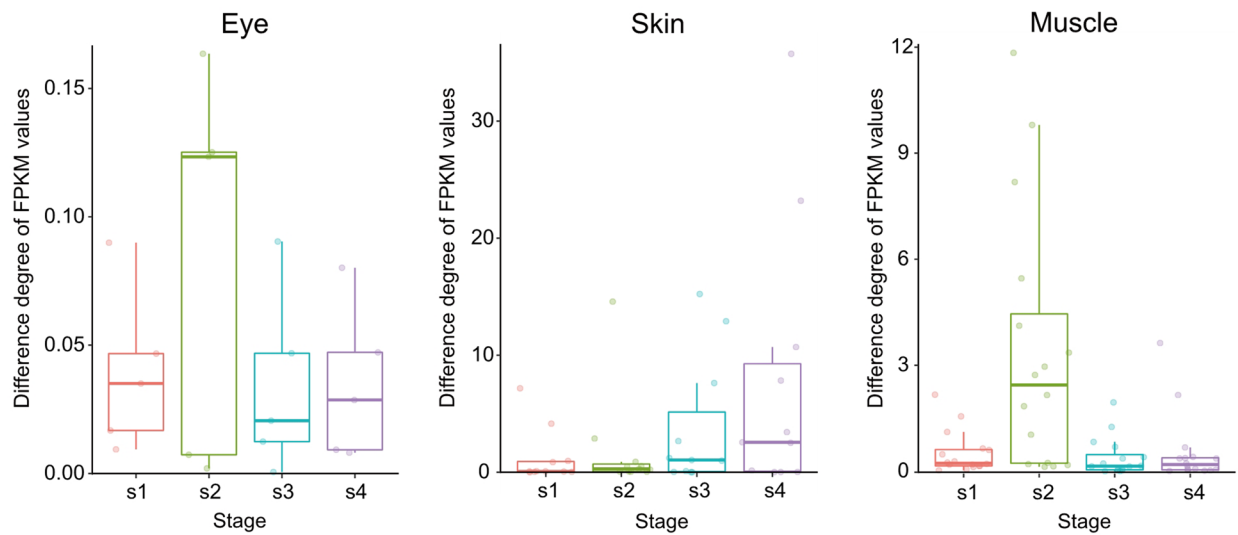 Eye
Difference degree of FPKM values
0.15
0.10
0.05
0.00
s1 s2 s3 s4
Stage
Skin
Difference degree of FPKM values
30
20
10
0
s1 s2 s3 s4
Stage
Muscle
Difference degree of FPKM values
12
9
6
3
0
s1 s2 s3 s4
Stage